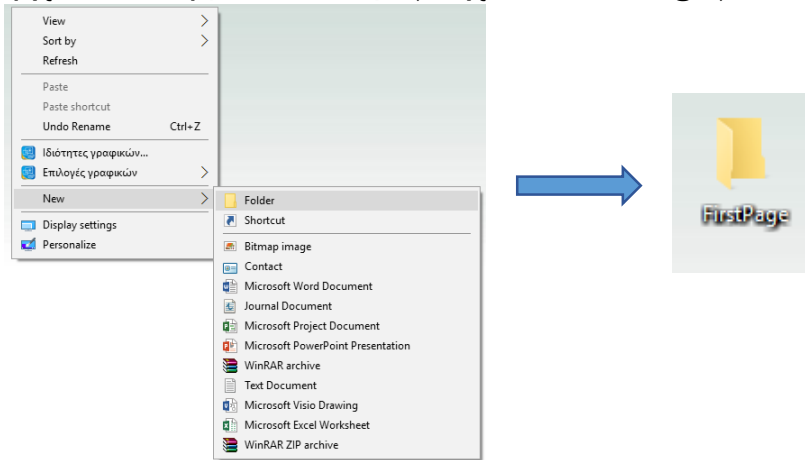 View
Sort by
Refresh
Paste
Paste shortcut
Undo Rename Ctrl+Z
Ιδιότητες γραφικών...
Επιλογές γραφικών
New
Display settings
Personalize
Folder
Shortcut
Bitmap image
Contact
Microsoft Word Document
Journal Document
Microsoft Project Document
Microsoft PowerPoint Presentation
WinRAR archive
Text Document
Microsoft Visio Drawing
Microsoft Excel Worksheet
WinRAR ZIP archive
FirstPage